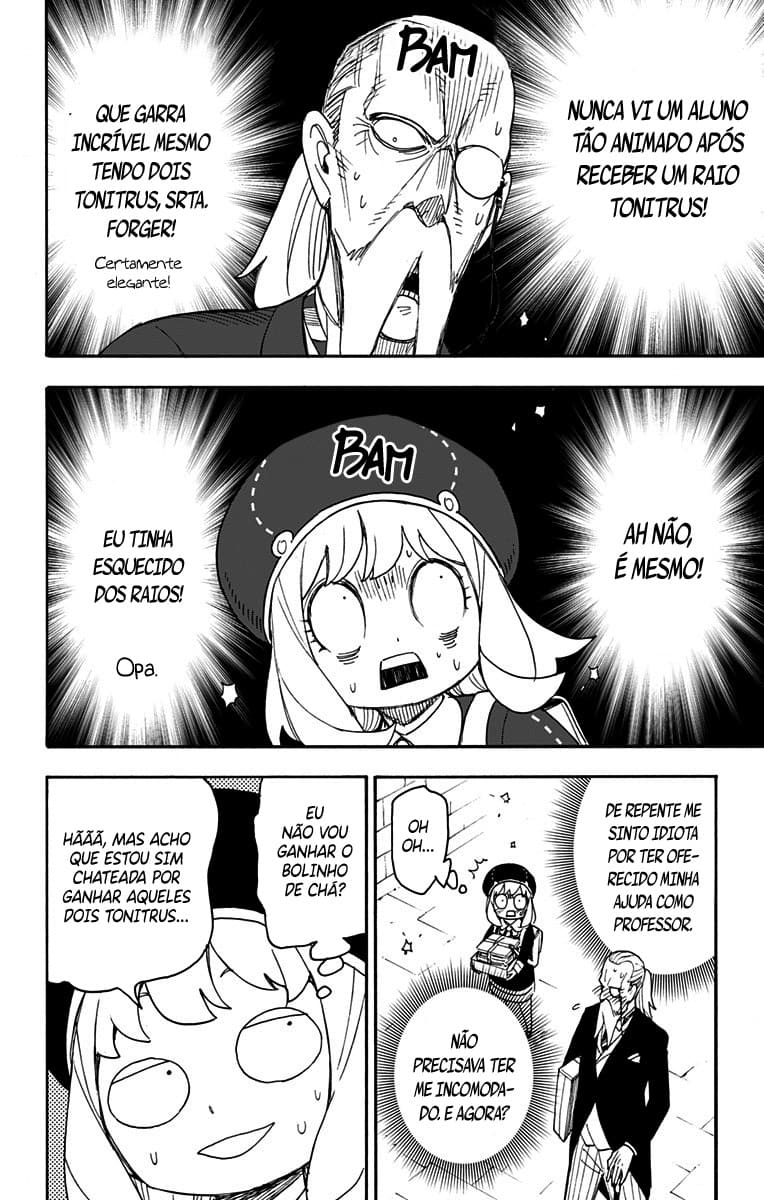 BAM
NUNCA VI UM ALUNO
TÃO ANIMADO APÓS
RECEBER UM RAIO
TONITRUS!
QUE GARRA
INCRÍVEL MESMO
TENDO DOIS
TONITRUS, SRTA.
FORGER!
Certamente
elegante!
BAM
AH NÃO,
É MESMO!
EU TINHA
ESQUECIDO
DOS RAIOS!
Opa.
DE REPENTE ME
SINTO IDIOTA
POR TER OFE-
RECIDO MINHA
AJUDA COMO
PROFESSOR.
OH
OH...
NÃO
PRECISAVA TER
ME INCOMODA-
DO. E AGORA?
EU
NÃO VOU
GANHAR O
BOLINHO
DE CHÁ?
HÃÃÃ, MAS ACHO
QUE ESTOU SIM
CHATEADA POR
GANHAR AQUELES
DOIS TONITRUS...